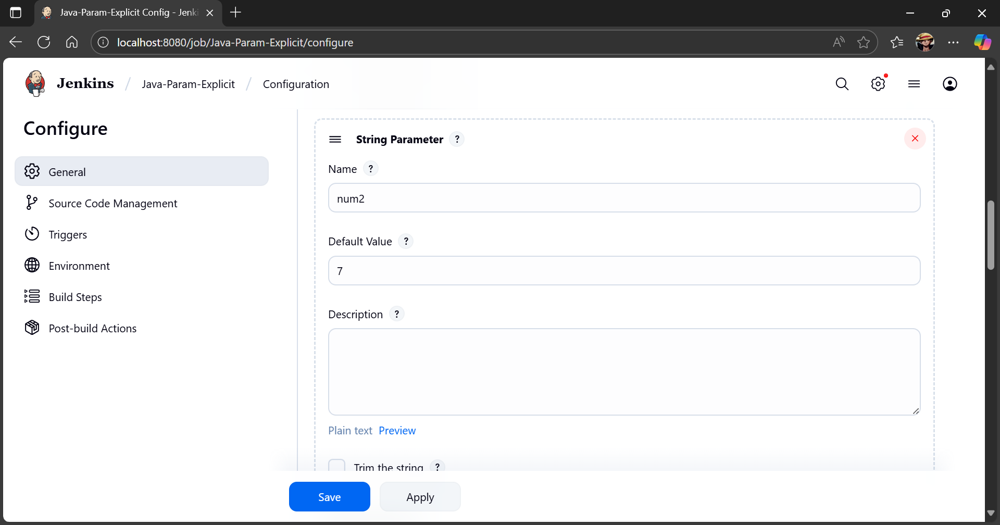 Java-Param-Explicit Config - Jenki
localhost:8080/job/Java-Param-Explicit/configure
Jenkins / Java-Param-Explicit / Configuration
Configure
General
Source Code Management
Triggers
Environment
Build Steps
Post-build Actions
String Parameter ?
Name ?
num2
Default Value ?
7
Description ?
Plain text Preview
Trim the string ?
Save Apply